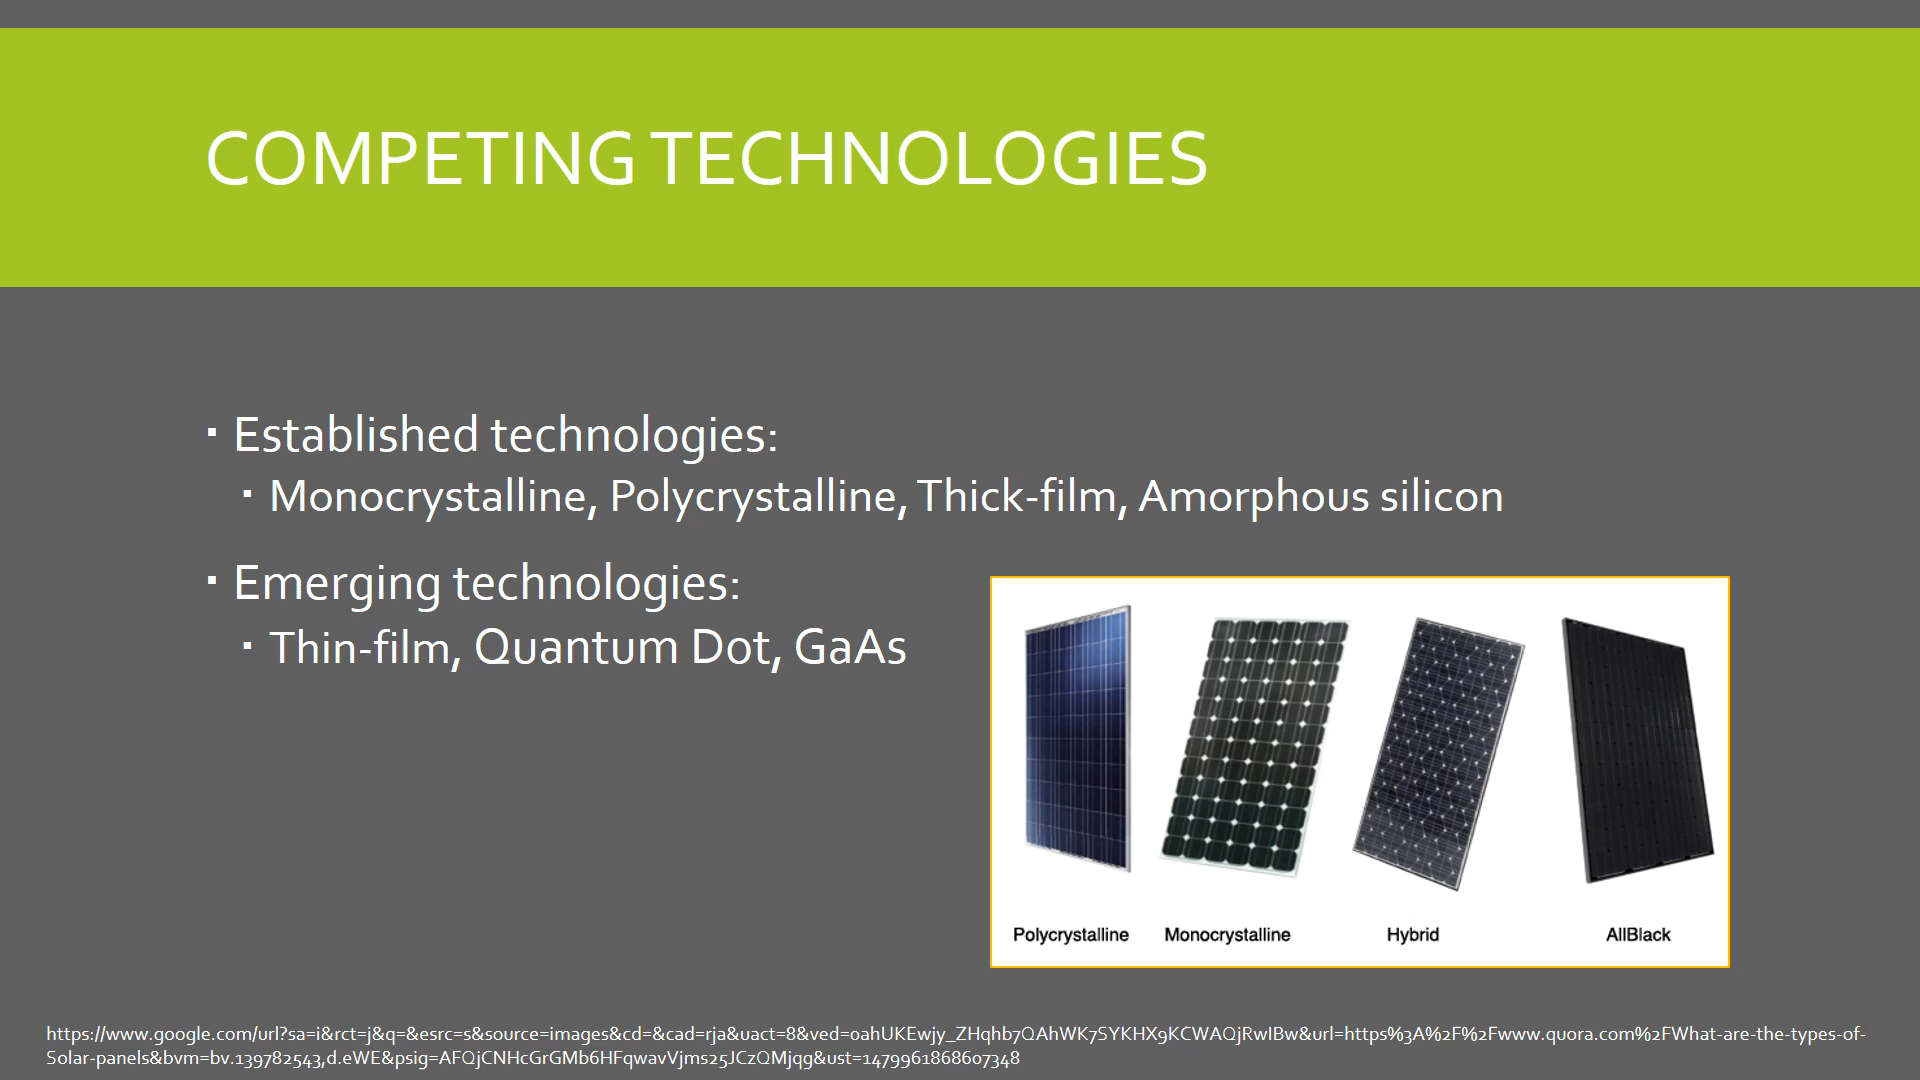 COMPETING TECHNOLOGIES
▪ Established technologies:
▪ Monocrystalline, Polycrystalline, Thick-film, Amorphous silicon
▪ Emerging technologies:
▪ Thin-film, Quantum Dot, GaAs
Polycrystalline Monocrystalline Hybrid AllBlack
https://www.google.com/url?sa=i&rct=j&q=&esrc=s&source=images&cd=&cad=rja&uact=8&ved=0ahUKEwjy_ZHqhb7QAhWK7SYKHX9KCWAQjRwIBw&url=https%3A%2F%2Fwww.quora.com%2FWhat-are-the-types-of-
Solar-panels&bvm=bv.139782543,d.eWE&psig=AFQjCNHcGrGMb6HFqwavVjms25JCzQMjqg&ust=1479961868607348